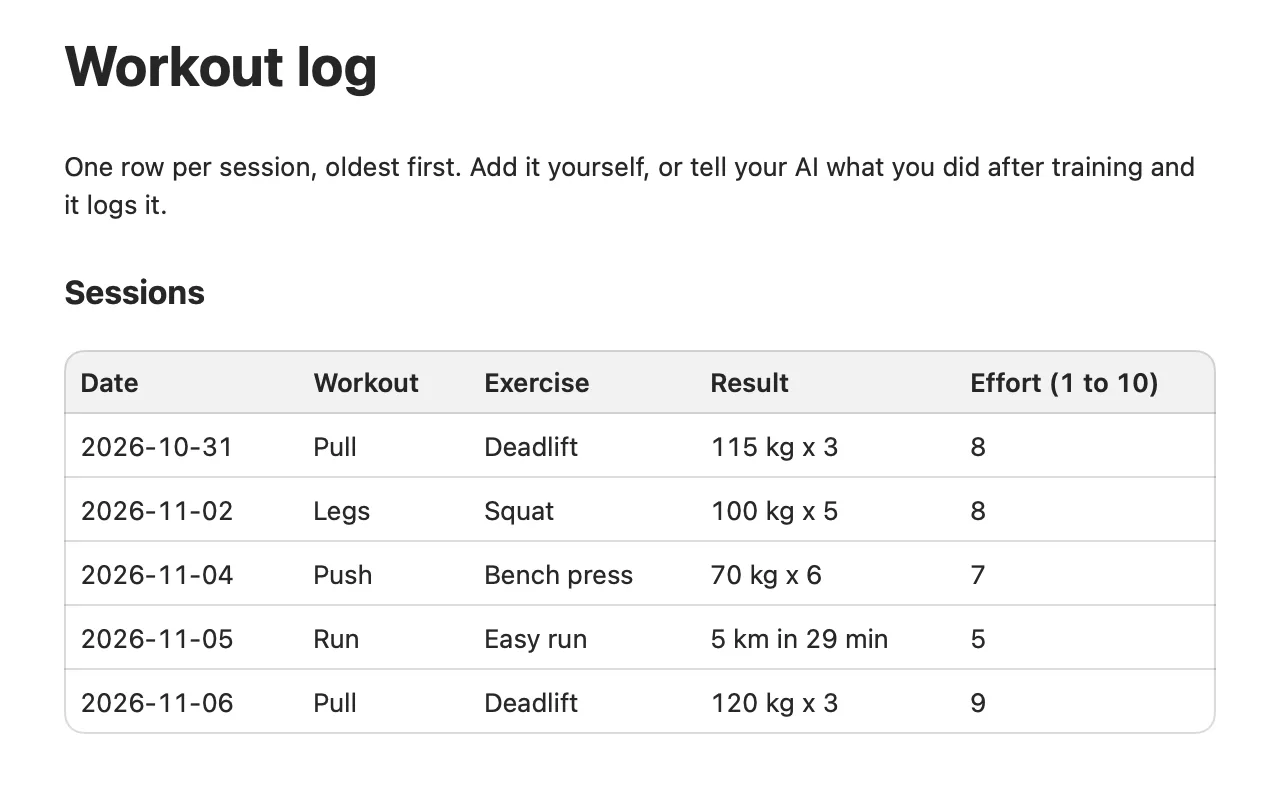 Workout log
One row per session, oldest first. Add it yourself, or tell your AI what you did after training and
it logs it.
Sessions
Date Workout Exercise Result Effort (1 to 10)
2026-10-31 Pull Deadlift 115 kg x 3 8
2026-11-02 Legs Squat 100 kg x 5 8
2026-11-04 Push Bench press 70 kg x 6 7
2026-11-05 Run Easy run 5 km in 29 min 5
2026-11-06 Pull Deadlift 120 kg x 3 9